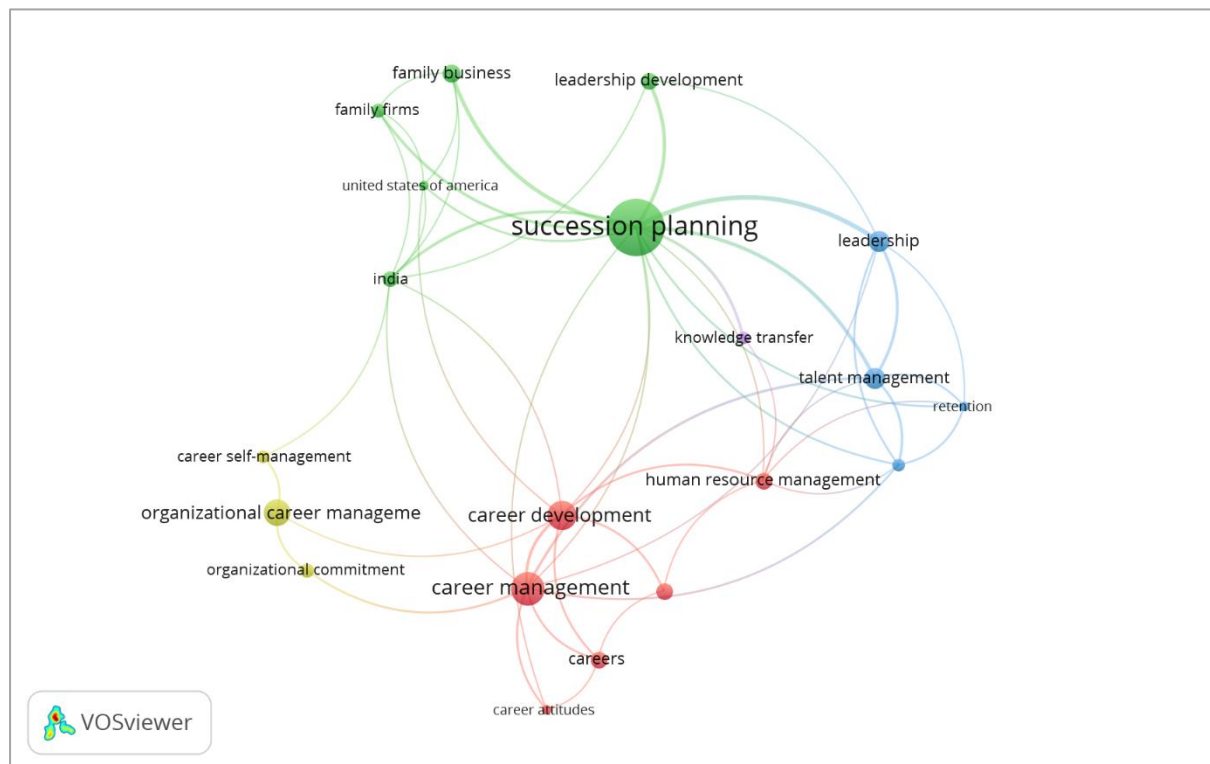 family business
leadership development
family firms
united states of america
succession planning
leadership
india
knowledge transfer
talent management
retention
career self-management
human resource management
organizational career manageme
career development
organizational commitment
career management
careers
career attitudes
VOSviewer